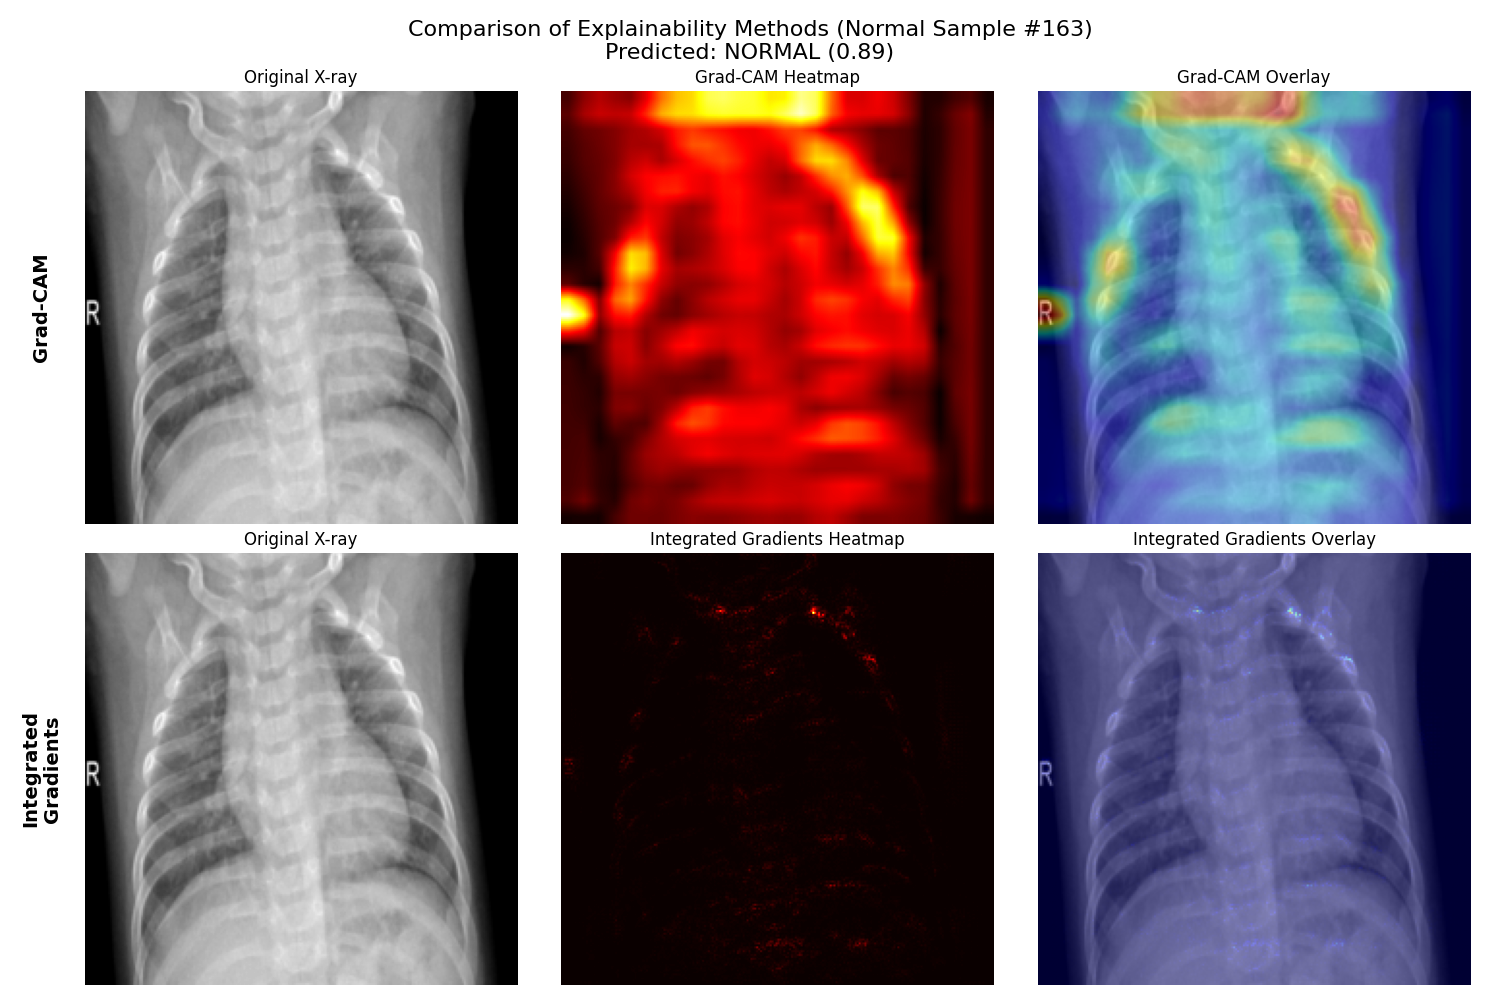 Comparison of Explainability Methods (Normal Sample #163)
Predicted: NORMAL (0.89)
Original X-ray
Grad-CAM Heatmap
Grad-CAM Overlay
Grad-CAM
R
R
Original X-ray
Integrated Gradients Heatmap
Integrated Gradients Overlay
Integrated
Gradients
R
R